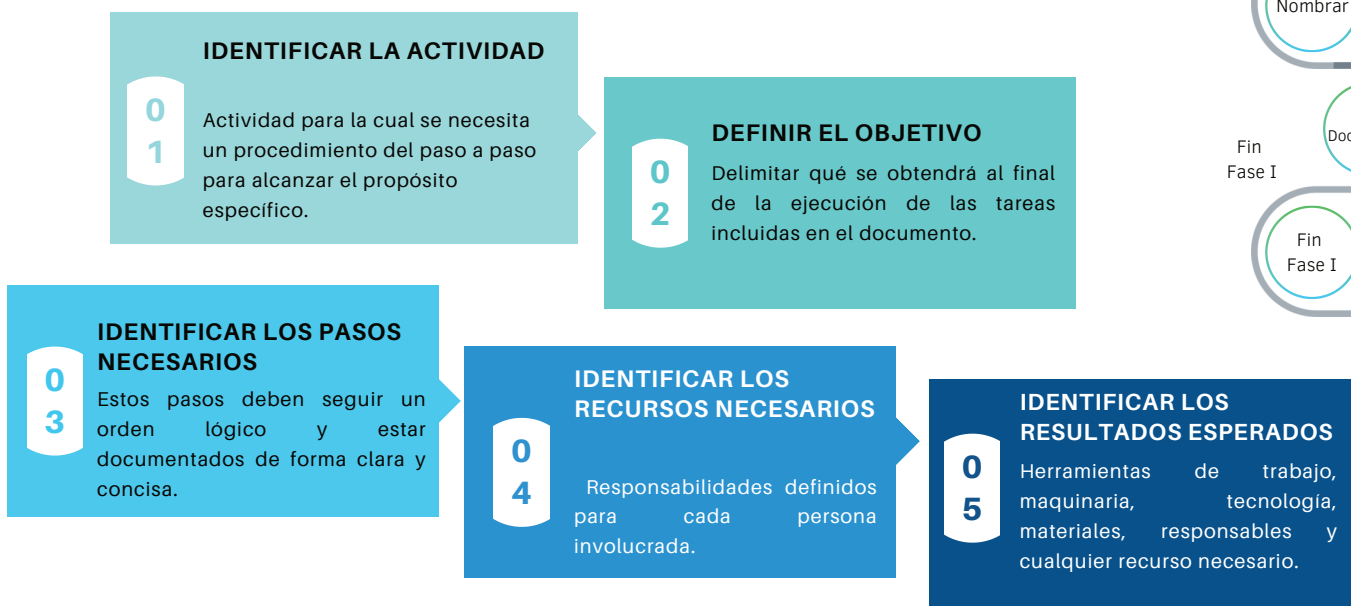 Nombrar
IDENTIFICAR LA ACTIVIDAD
0
1
Actividad para la cual se necesita
un procedimiento del paso a paso
para alcanzar el propósito
específico.
DEFINIR EL OBJETIVO
0
2
Delimitar qué se obtendrá al final
de la ejecución de las tareas
incluidas en el documento.
Fin
Fase I
Fin
Fase I
IDENTIFICAR LOS PASOS
NECESARIOS
0
3
Estos pasos deben seguir un
orden lógico y estar
documentados de forma clara y
concisa.
IDENTIFICAR LOS
RECURSOS NECESARIOS
0
4
Responsabilidades definidos
para cada persona
involucrada.
IDENTIFICAR LOS
RESULTADOS ESPERADOS
0
5
Herramientas de trabajo,
maquinaria, tecnología,
materiales, responsables y
cualquier recurso necesario.